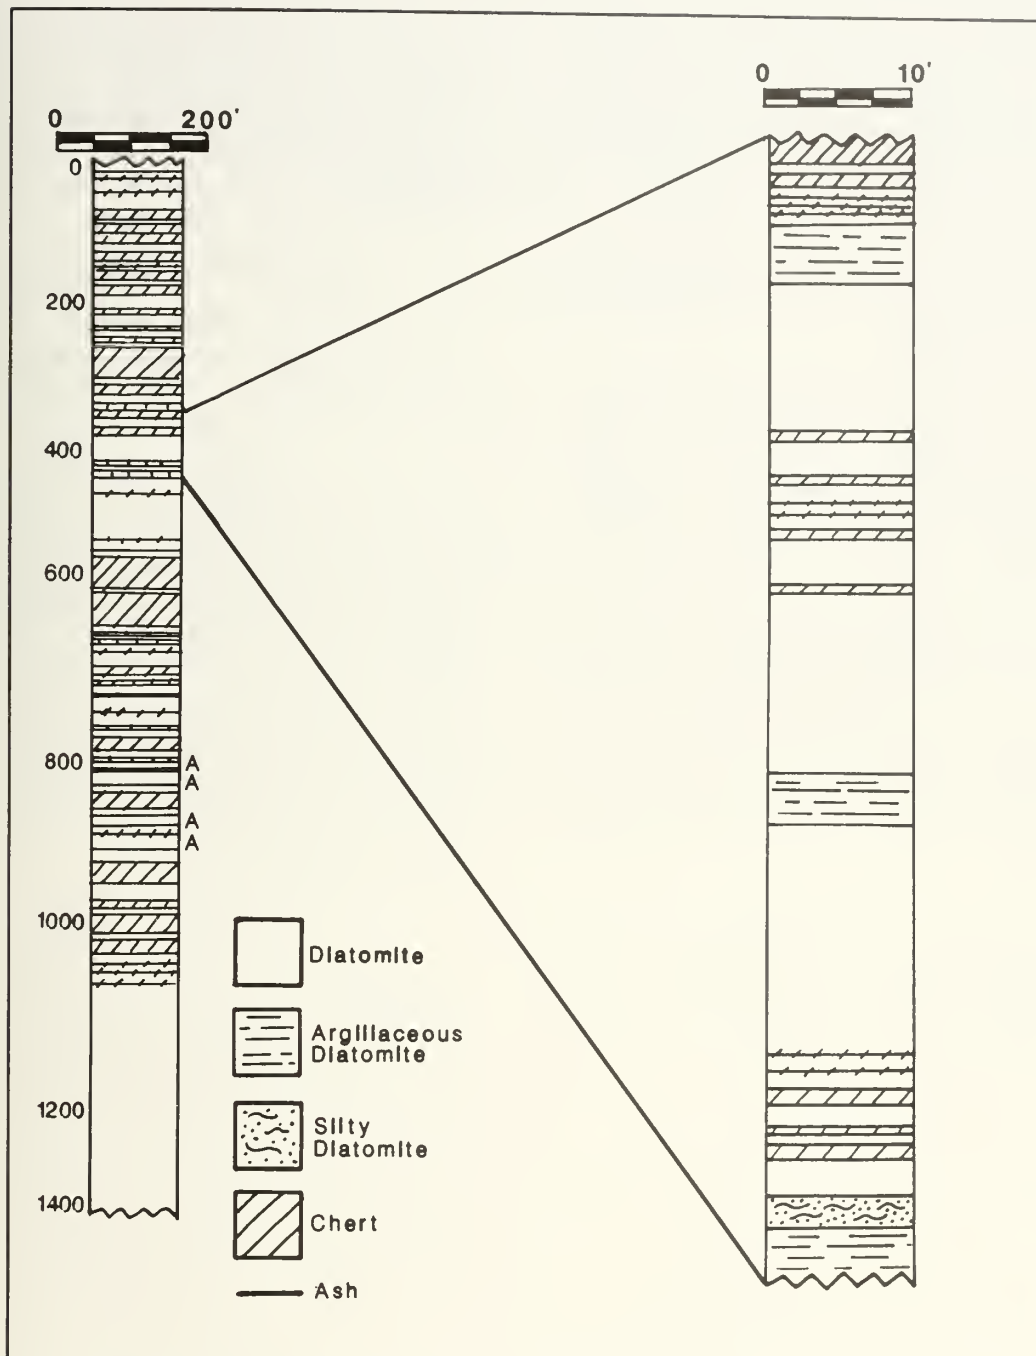 0 200'
0
200
400
600
800
1000
1200
1400
A
A
A
A
0 10'
Diatomite
Argillaceous
Diatomite
Silty
Diatomite
Chert
Ash